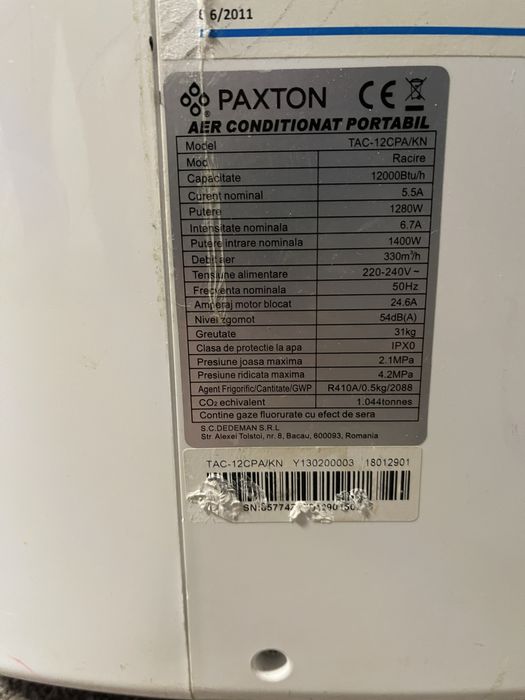 6/2011
PAXTON CE
AER CONDITIONAT PORTABIL
Model TAC-12CPA/KN
Mod Racire
Capacitate 12000Btu/h
Curent nominal 5.5A
Putere 1280W
Intensitate nominala 6.7A
Putere intrare nominala 1400W
Debit aer 330m³/h
Tensiune alimentare 220-240V~
Frecventa nominala 50Hz
Amperaj motor blocat 24.6A
Nivel zgomot 54dB(A)
Greutate 31kg
Clasa de protectie la apa IPX0
Presiune joasa maxima 2.1MPa
Presiune ridicata maxima 4.2MPa
Agent Frigorific/Cantitate/GWP R410A/0.5kg/2088
CO₂ echivalent 1.044tonnes
Contine gaze fluorurate cu efect de sera
S.C.DEDEMAN S.R.L
Str Alexei Tolstoi, nr. 8, Bacau, 600093, Romania
TAC-12CPA/KN Y130200003 18012901
SN: